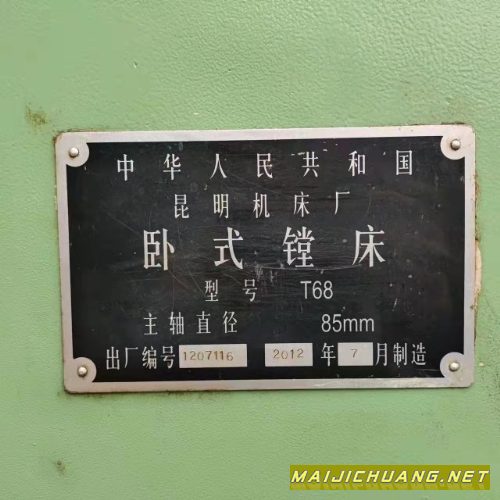 中华人民共和国
昆明机床厂
卧式镗床
型号 T68
主轴直径 85mm
出厂编号 1207116 2012 年 7 月制造
MAIJICHUANG.NET